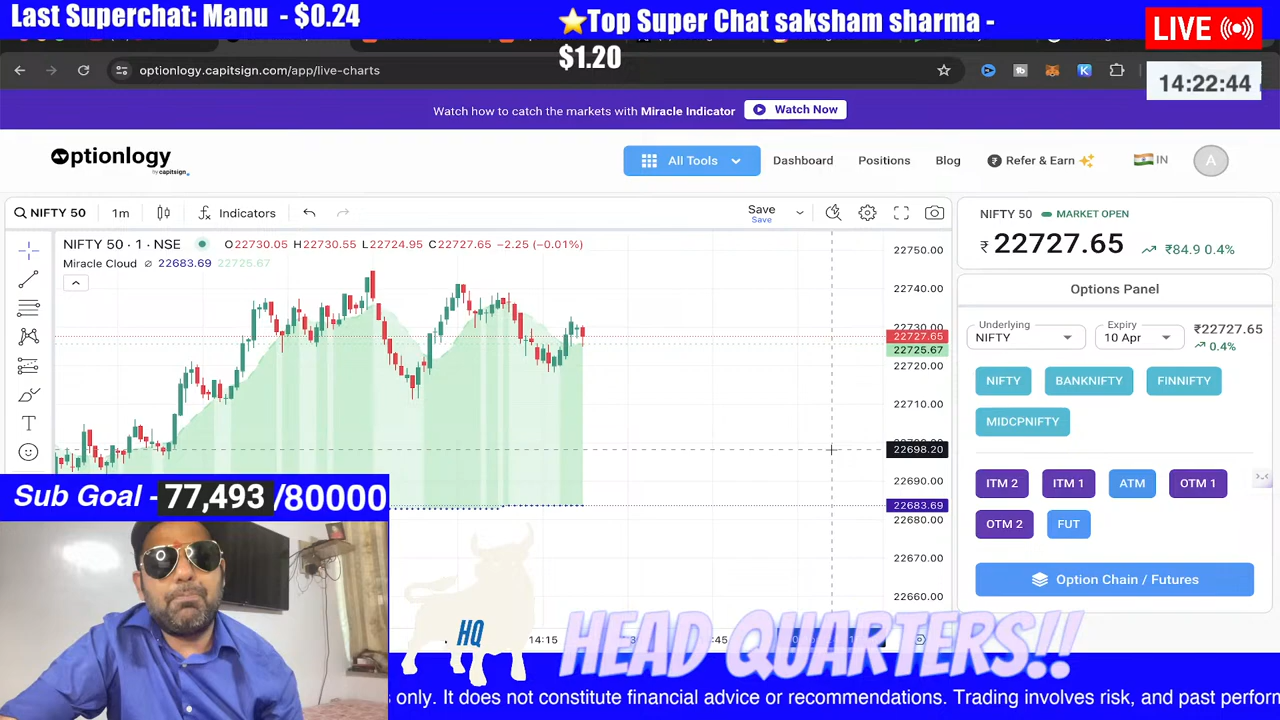 Last Superchat: Manu - $0.24
⭐Top Super Chat saksham sharma -
$1.20
LIVE
14:22:44
optionlogy.capitsign.com/app/live-charts
Watch how to catch the markets with Miracle Indicator
Watch Now
optionlogy
by capitsign.
All Tools
Dashboard
Positions
Blog
Refer & Earn
IN
A
NIFTY 50
1m
Indicators
Save
Save
NIFTY 50 · 1 · NSE
O22730.05 H22730.55 L22724.95 C22727.65 −2.25 (−0.01%)
Miracle Cloud 22683.69 22725.67
22750.00
22740.00
22730.00
22727.65
22725.67
22720.00
22710.00
22698.20
22690.00
22683.69
22680.00
22670.00
22660.00
14:15
:45
NIFTY 50
MARKET OPEN
₹ 22727.65
₹84.9 0.4%
Options Panel
Underlying
NIFTY
Expiry
10 Apr
₹22727.65
0.4%
NIFTY
BANKNIFTY
FINNIFTY
MIDCPNIFTY
ITM 2
ITM 1
ATM
OTM 1
OTM 2
FUT
Option Chain / Futures
Sub Goal - 77,493 /80000
HQ
HEAD QUARTERS!!
s only. It does not constitute financial advice or recommendations. Trading involves risk, and past perform